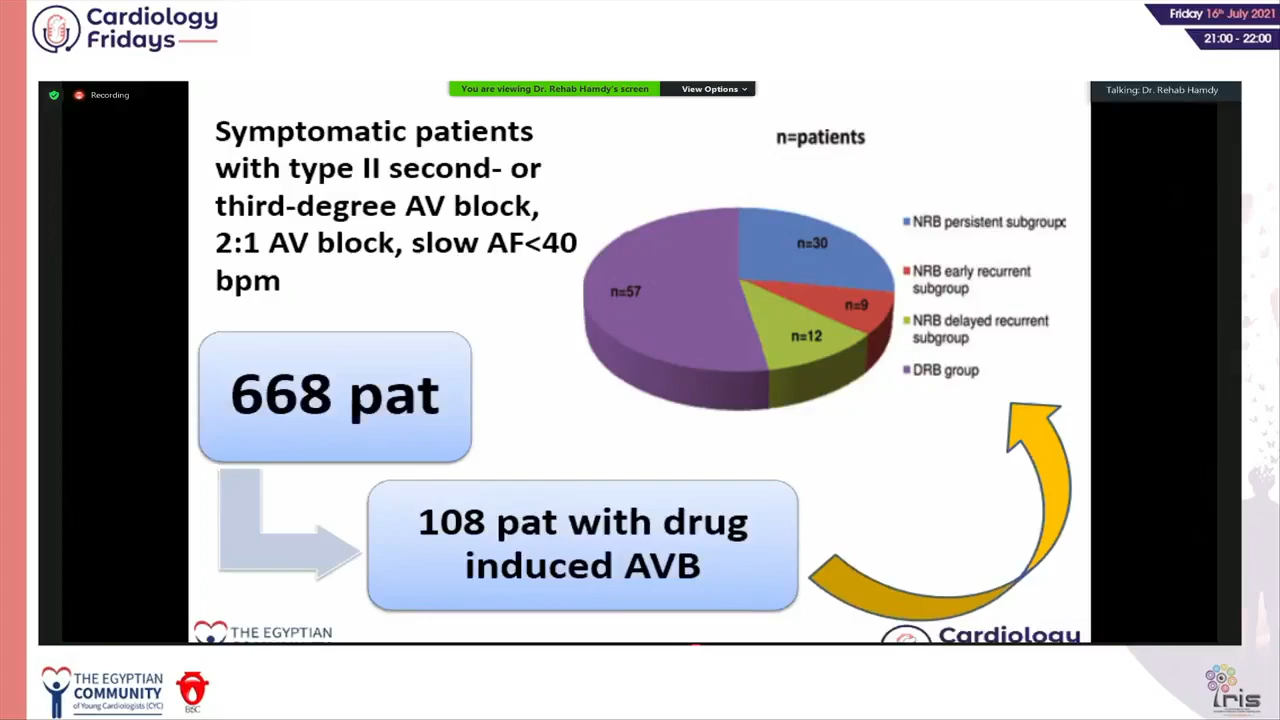 Cardiology
Fridays
Friday 16th July 2021
21:00 - 22:00
Recording
You are viewing Dr. Rehab Hamdy's screen
View Options
Talking: Dr. Rehab Hamdy
Symptomatic patients
with type II second- or
third-degree AV block,
2:1 AV block, slow AF<40
bpm
n=patients
n=30
n=9
n=12
n=57
NRB persistent subgroup
NRB early recurrent
subgroup
NRB delayed recurrent
subgroup
DRB group
668 pat
108 pat with drug
induced AVB
THE EGYPTIAN
Cardiology
THE EGYPTIAN
COMMUNITY
of Young Cardiologists (CYC)
BSC
iris